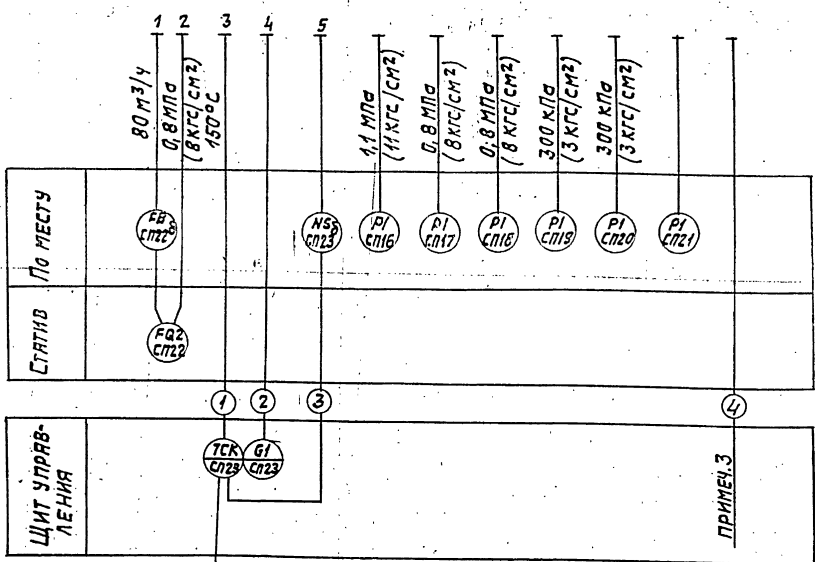 1 2 3 4 5
80 м³/ч
0,8 МПа
(8 кгс/см²)
150°С
1,1 МПа
(11 кгс/см²)
0,8 МПа
(8 кгс/см²)
0,8 МПа
(8 кгс/см²)
300 кПа
(3 кгс/см²)
300 кПа
(3 кгс/см²)
По месту
СП22
NS
СП23
PI
СП16
PI
СП17
PI
СП18
PI
СП19
PI
СП20
PI
СП21
Статив
FQ2
СП22
1 2 3 4
Щит управ-
ления
TCK
СП23
G1
СП23
Примеч.3